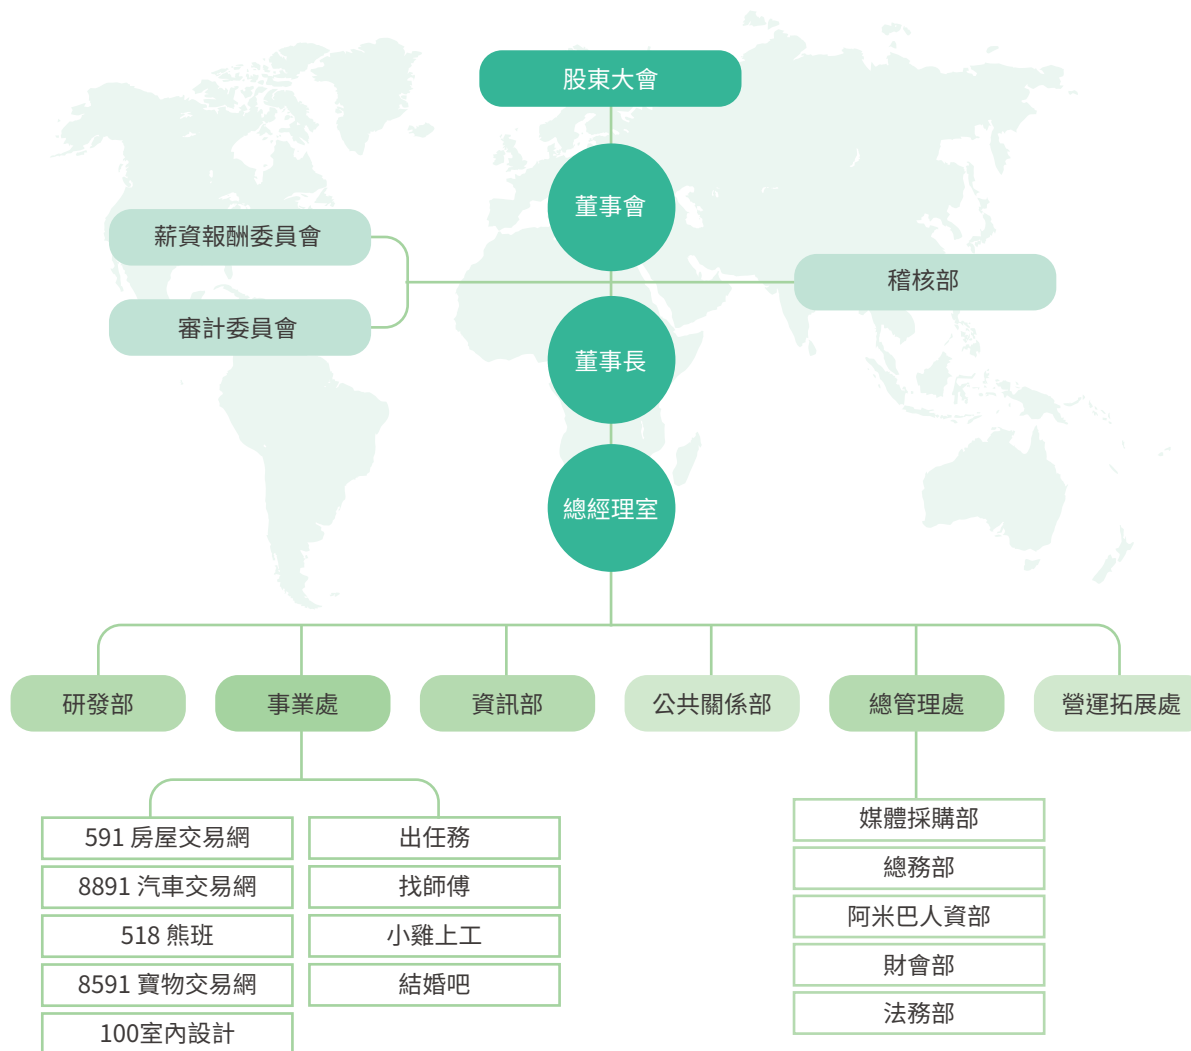 股東大會
董事會
薪資報酬委員會
稽核部
審計委員會
董事長
總經理室
研發部
事業處
資訊部
公共關係部
總管理處
營運拓展處
591 房屋交易網
8891 汽車交易網
518 熊班
8591 寶物交易網
100室內設計
出任務
找師傅
小雞上工
結婚吧
媒體採購部
總務部
阿米巴人資部
財會部
法務部